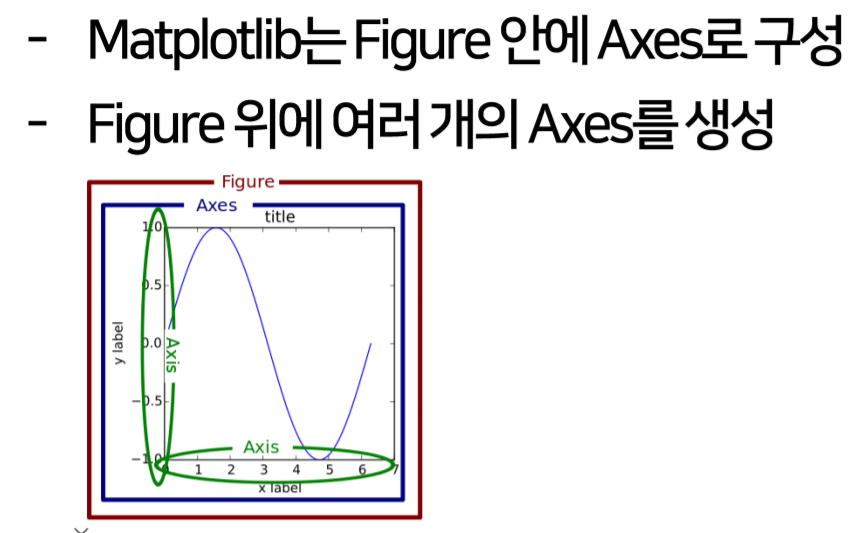 - Matplotlib는 Figure 안에 Axes로 구성
- Figure 위에 여러 개의 Axes를 생성
Figure
Axes
title
1.0
0.5
0.0
−0.5
−1.0
y label
Axis
Axis
0 1 2 3 4 5 6 7
x label